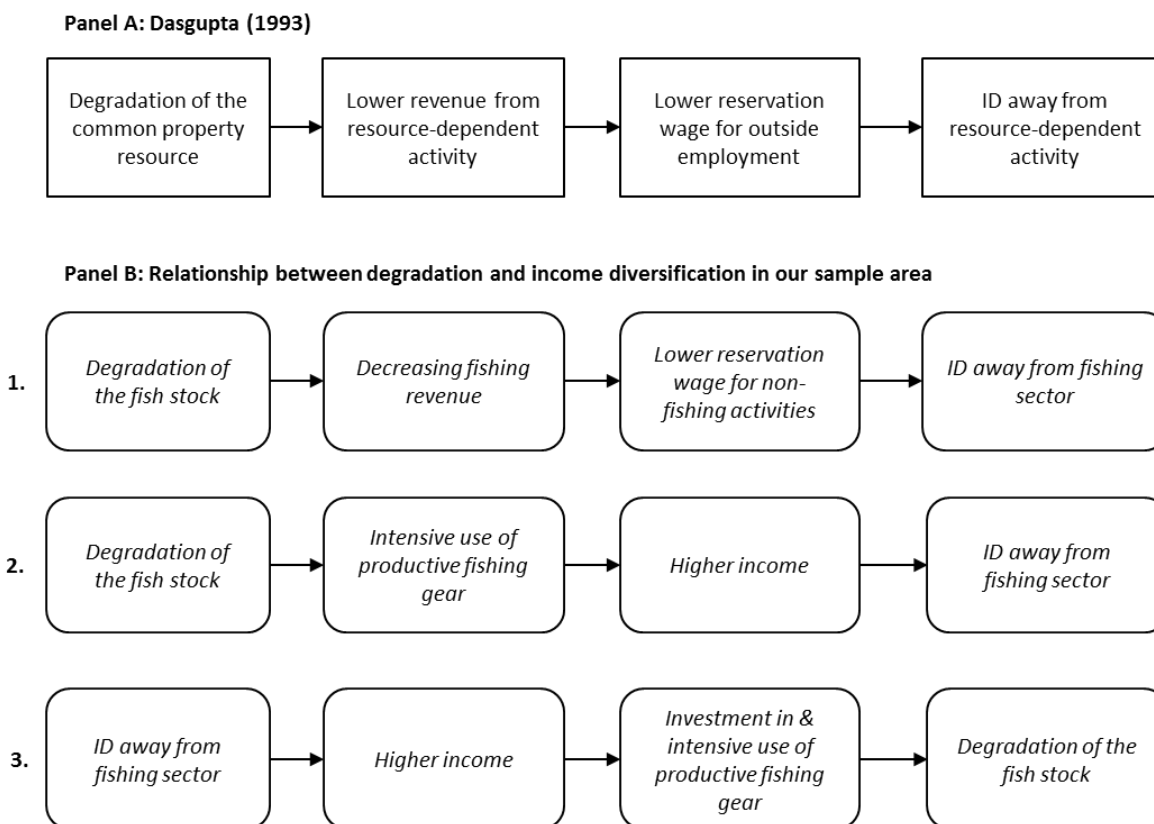 Panel A: Dasgupta (1993)
Degradation of the
common property
resource
Lower revenue from
resource-dependent
activity
Lower reservation
wage for outside
employment
ID away from
resource-dependent
activity
Panel B: Relationship between degradation and income diversification in our sample area
1.
Degradation of
the fish stock
Decreasing fishing
revenue
Lower reservation
wage for non-
fishing activities
ID away from fishing
sector
2.
Degradation of
the fish stock
Intensive use of
productive fishing
gear
Higher income
ID away from
fishing sector
3.
ID away from
fishing sector
Higher income
Investment in &
intensive use of
productive fishing
gear
Degradation of the
fish stock